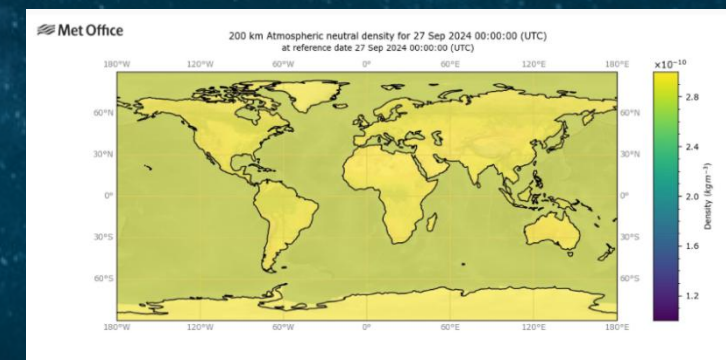 Met Office
200 km Atmospheric neutral density for 27 Sep 2024 00:00:00 (UTC)
at reference date 27 Sep 2024 00:00:00 (UTC)
180°W 120°W 60°W 0° 60°E 120°E 180°E
×10⁻¹⁰
60°N 60°N
30°N 30°N
0° 0°
30°S 30°S
60°S 60°S
180°W 120°W 60°W 0° 60°E 120°E 180°E
2.8
2.4
2.0
1.6
1.2
Density (kgm⁻³)